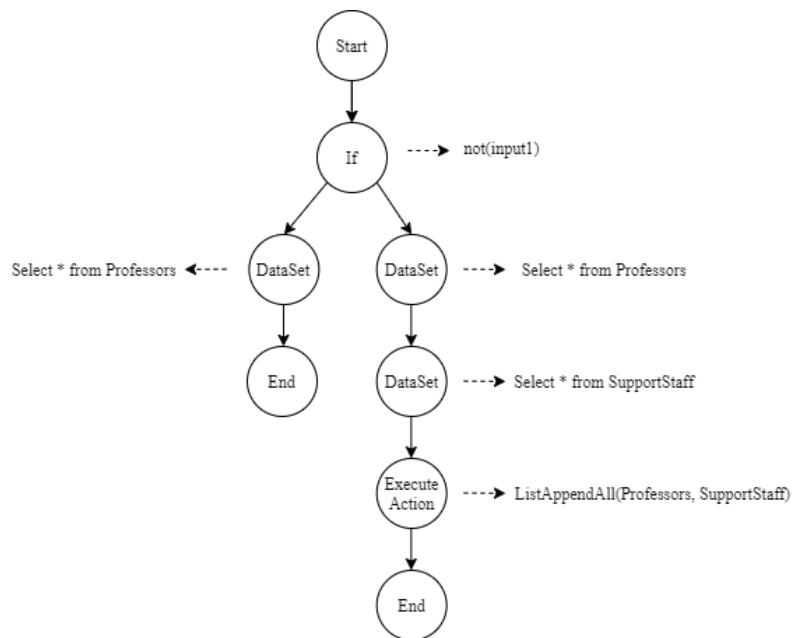 Start
If
not(input1)
Select * from Professors
DataSet
DataSet
Select * from Professors
End
DataSet
Select * from SupportStaff
Execute
Action
ListAppendAll(Professors, SupportStaff)
End